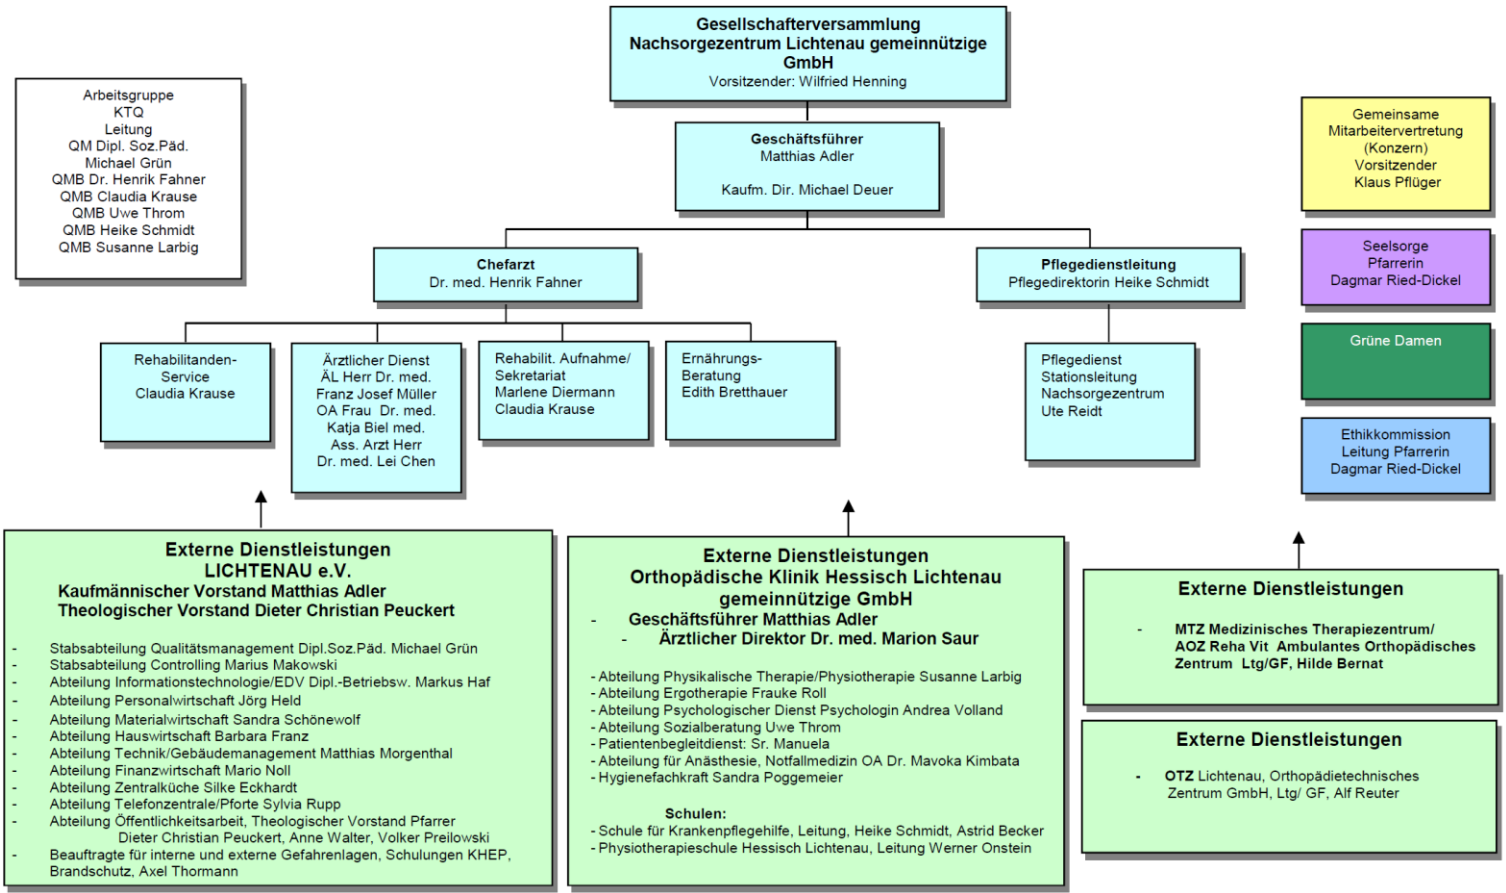 Gesellschafterversammlung
Nachsorgezentrum Lichtenau gemeinnützige
GmbH
Vorsitzender: Wilfried Henning
Arbeitsgruppe
KTQ
Leitung
QM Dipl. Soz.Päd.
Michael Grün
QMB Dr. Henrik Fahner
QMB Claudia Krause
QMB Uwe Throm
QMB Heike Schmidt
QMB Susanne Larbig
Geschäftsführer
Matthias Adler
Kaufm. Dir. Michael Deuer
Gemeinsame
Mitarbeitervertretung
(Konzern)
Vorsitzender
Klaus Pflüger
Chefarzt
Dr. med. Henrik Fahner
Pflegedienstleitung
Pflegedirektorin Heike Schmidt
Seelsorge
Pfarrerin
Dagmar Ried-Dickel
Rehabilitanden-
Service
Claudia Krause
Ärztlicher Dienst
ÄL Herr Dr. med.
Franz Josef Müller
OA Frau  Dr. med.
Katja Biel med.
Ass. Arzt Herr
Dr. med. Lei Chen
Rehabilit. Aufnahme/
Sekretariat
Marlene Diermann
Claudia Krause
Ernährungs-
Beratung
Edith Bretthauer
Pflegedienst
Stationsleitung
Nachsorgezentrum
Ute Reidt
Grüne Damen
Ethikkommission
Leitung Pfarrerin
Dagmar Ried-Dickel
Externe Dienstleistungen
LICHTENAU e.V.
Kaufmännischer Vorstand Matthias Adler
Theologischer Vorstand Dieter Christian Peuckert
- Stabsabteilung Qualitätsmanagement Dipl.Soz.Päd. Michael Grün
- Stabsabteilung Controlling Marius Makowski
- Abteilung Informationstechnologie/EDV Dipl.-Betriebsw. Markus Haf
- Abteilung Personalwirtschaft Jörg Held
- Abteilung Materialwirtschaft Sandra Schönewolf
- Abteilung Hauswirtschaft Barbara Franz
- Abteilung Technik/Gebäudemanagement Matthias Morgenthal
- Abteilung Finanzwirtschaft Mario Noll
- Abteilung Zentralküche Silke Eckhardt
- Abteilung Telefonzentrale/Pforte Sylvia Rupp
- Abteilung Öffentlichkeitsarbeit, Theologischer Vorstand Pfarrer
Dieter Christian Peuckert, Anne Walter, Volker Preilowski
- Beauftragte für interne und externe Gefahrenlagen, Schulungen KHEP,
Brandschutz, Axel Thormann
Externe Dienstleistungen
Orthopädische Klinik Hessisch Lichtenau
gemeinnützige GmbH
- Geschäftsführer Matthias Adler
- Ärztlicher Direktor Dr. med. Marion Saur
- Abteilung Physikalische Therapie/Physiotherapie Susanne Larbig
- Abteilung Ergotherapie Frauke Roll
- Abteilung Psychologischer Dienst Psychologin Andrea Volland
- Abteilung Sozialberatung Uwe Throm
- Patientenbegleitdienst: Sr. Manuela
- Abteilung für Anästhesie, Notfallmedizin OA Dr. Mavoka Kimbata
- Hygienefachkraft Sandra Poggemeier
Schulen:
- Schule für Krankenpflegehilfe, Leitung, Heike Schmidt, Astrid Becker
- Physiotherapieschule Hessisch Lichtenau, Leitung Werner Onstein
Externe Dienstleistungen
- MTZ Medizinisches Therapiezentrum/
AOZ Reha Vit  Ambulantes Orthopädisches
Zentrum  Ltg/GF, Hilde Bernat
Externe Dienstleistungen
- OTZ Lichtenau, Orthopädietechnisches
Zentrum GmbH, Ltg/ GF, Alf Reuter